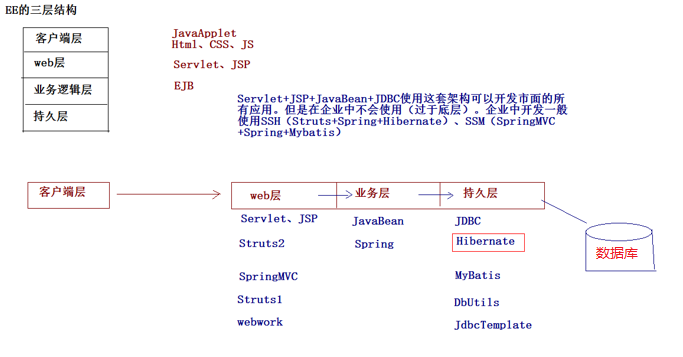 EE的三层结构
客户端层
web层
业务逻辑层
持久层
JavaApplet
Html、CSS、JS
Servlet、JSP
EJB
Servlet+JSP+JavaBean+JDBC使用这套架构可以开发市面的所
有应用。但是在企业中不会使用（过于底层）。企业中开发一般
使用SSH（Struts+Spring+Hibernate）、SSM（SpringMVC
+Spring+Mybatis）
客户端层
web层
业务层
持久层
Servlet、JSP
JavaBean
JDBC
Struts2
Spring
Hibernate
数据库
SpringMVC
MyBatis
Struts1
DbUtils
webwork
JdbcTemplate